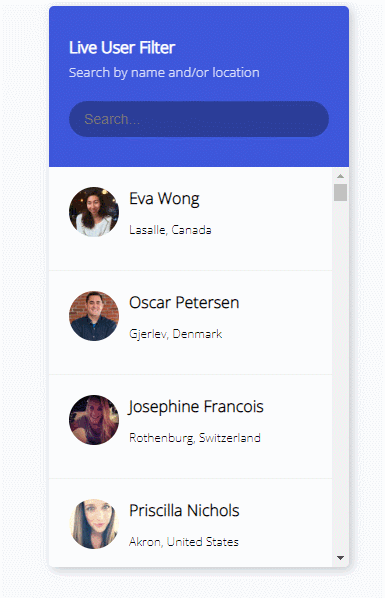 Live User Filter
Search by name and/or location
Search...
Eva Wong
Lasalle, Canada
Oscar Petersen
Gjerlev, Denmark
Josephine Francois
Rothenburg, Switzerland
Priscilla Nichols
Akron, United States